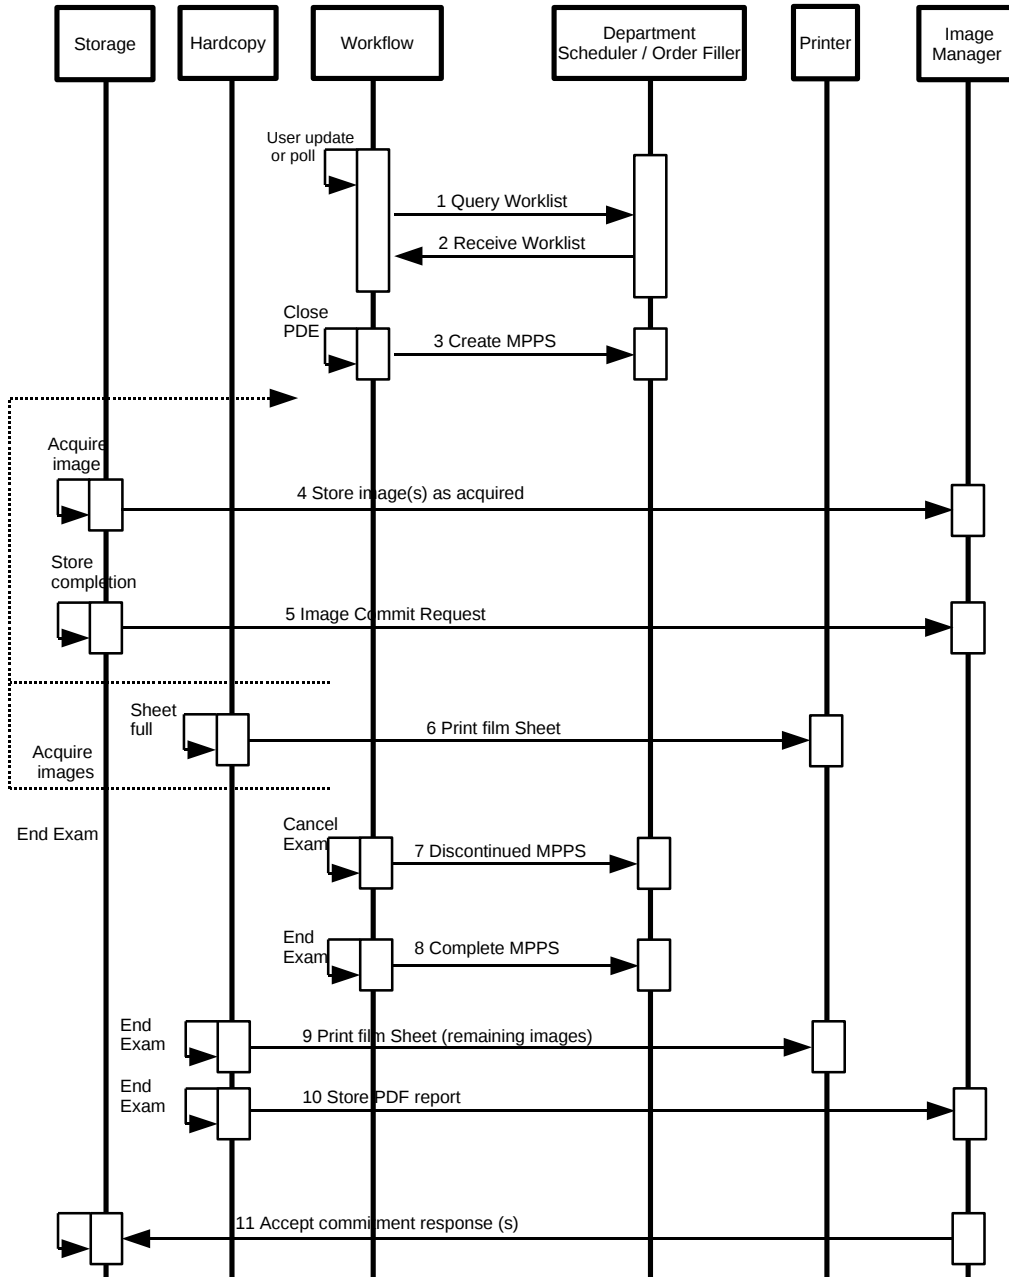 Storage
Hardcopy
Workflow
Department
Scheduler / Order Filler
Printer
Image
Manager
User update
or poll
1 Query Worklist
2 Receive Worklist
Close
PDE
3 Create MPPS
Acquire
image
4 Store image(s) as acquired
Store
completion
5 Image Commit Request
Sheet
full
6 Print film Sheet
Acquire
images
End Exam
Cancel
Exam
7 Discontinued MPPS
End
Exam
8 Complete MPPS
End
Exam
9 Print film Sheet (remaining images)
End
Exam
10 Store PDF report
11 Accept commitment response (s)